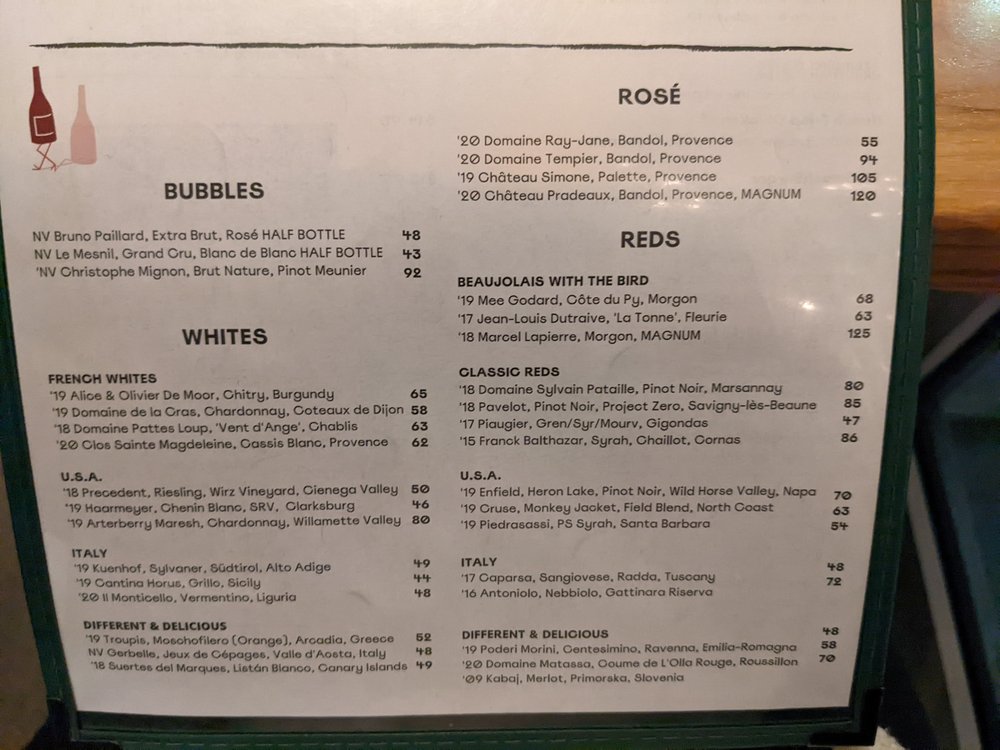 BUBBLES
NV Bruno Paillard, Extra Brut, Rosé HALF BOTTLE 48
NV Le Mesnil, Grand Cru, Blanc de Blanc HALF BOTTLE 43
'NV Christophe Mignon, Brut Nature, Pinot Meunier 92
WHITES
FRENCH WHITES
'19 Alice & Olivier De Moor, Chitry, Burgundy 65
'19 Domaine de la Cras, Chardonnay, Coteaux de Dijon 58
'18 Domaine Pattes Loup, 'Vent d'Ange', Chablis 63
'20 Clos Sainte Magdeleine, Cassis Blanc, Provence 62
U.S.A.
'18 Precedent, Riesling, Wirz Vineyard, Cienega Valley 50
'19 Haarmeyer, Chenin Blanc, SRV, Clarksburg 46
'19 Arterberry Maresh, Chardonnay, Willamette Valley 80
ITALY
'19 Kuenhof, Sylvaner, Südtirol, Alto Adige 49
'19 Cantina Horus, Grillo, Sicily 44
'20 Il Monticello, Vermentino, Liguria 48
DIFFERENT & DELICIOUS
'19 Troupis, Moschofilero (Orange), Arcadia, Greece 52
NV Gerbelle, Jeux de Cépages, Valle d'Aosta, Italy 48
'18 Suertes del Marques, Listán Blanco, Canary Islands 49
ROSÉ
'20 Domaine Ray-Jane, Bandol, Provence 55
'20 Domaine Tempier, Bandol, Provence 94
'19 Château Simone, Palette, Provence 105
'20 Château Pradeaux, Bandol, Provence, MAGNUM 120
REDS
BEAUJOLAIS WITH THE BIRD
'19 Mee Godard, Côte du Py, Morgon 68
'17 Jean-Louis Dutraive, 'La Tonne', Fleurie 63
'18 Marcel Lapierre, Morgon, MAGNUM 125
CLASSIC REDS
'18 Domaine Sylvain Pataille, Pinot Noir, Marsannay 80
'18 Pavelot, Pinot Noir, Project Zero, Savigny-lès-Beaune 85
'17 Piaugier, Gren/Syr/Mourv, Gigondas 47
'15 Franck Balthazar, Syrah, Chaillot, Cornas 86
U.S.A.
'19 Enfield, Heron Lake, Pinot Noir, Wild Horse Valley, Napa 70
'19 Cruse, Monkey Jacket, Field Blend, North Coast 63
'19 Piedrasassi, PS Syrah, Santa Barbara 54
ITALY
'17 Caparsa, Sangiovese, Radda, Tuscany 48
'16 Antoniolo, Nebbiolo, Gattinara Riserva 72
DIFFERENT & DELICIOUS
'19 Poderi Morini, Centesimino, Ravenna, Emilia-Romagna 48
'20 Domaine Matassa, Coume de L'Olla Rouge, Roussillon 58
'09 Kabaj, Merlot, Primorska, Slovenia 70